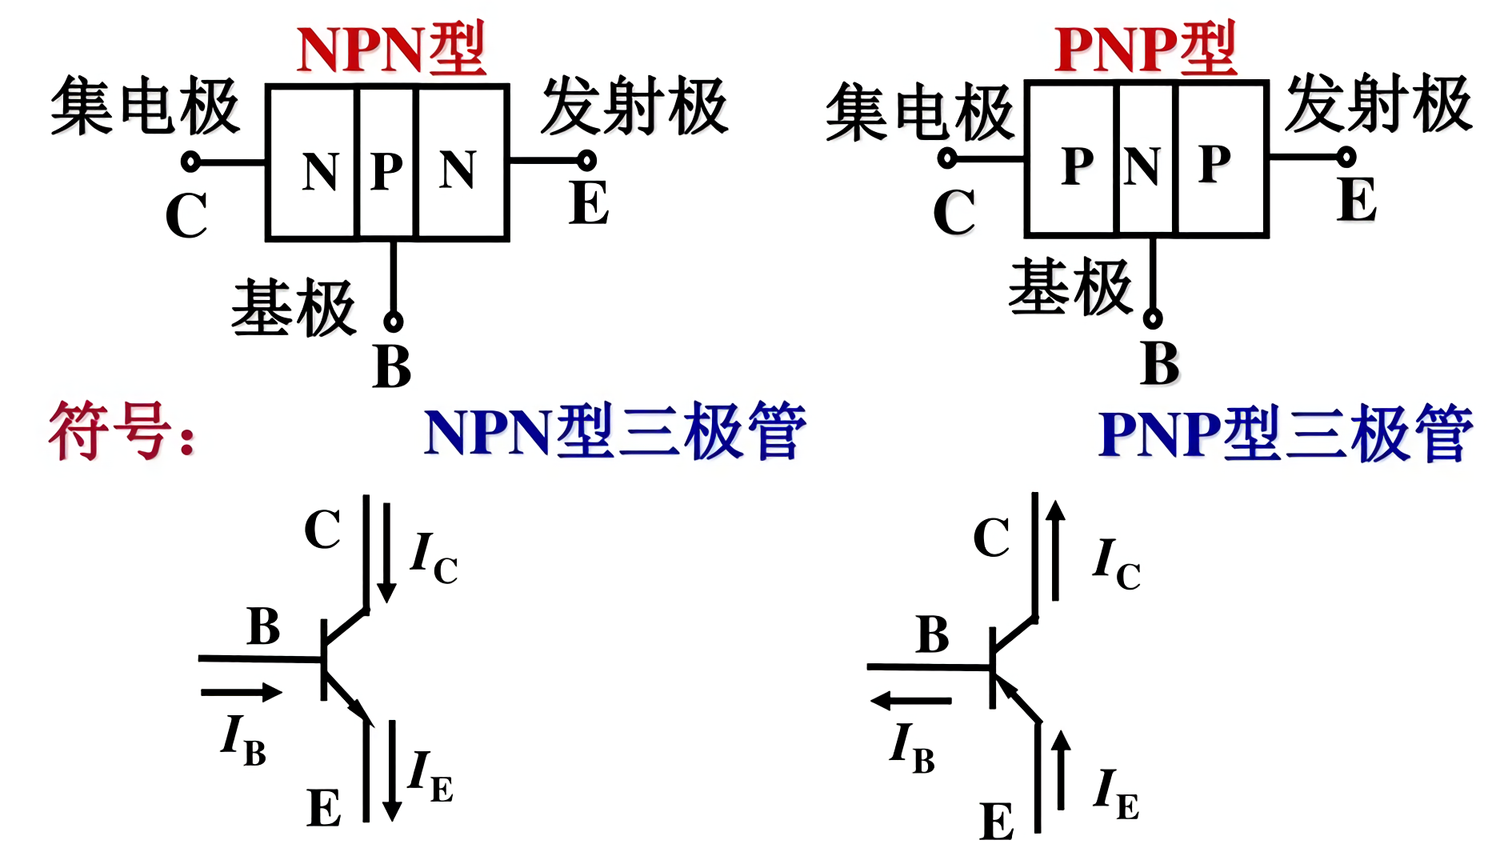 NPN型
PNP型
集电极
发射极
集电极
发射极
N P N
P N P
C
E
C
E
基极
基极
B
B
符号：
NPN型三极管
PNP型三极管
C
I_C
B
I_B
I_E
E
C
I_C
B
I_B
I_E
E